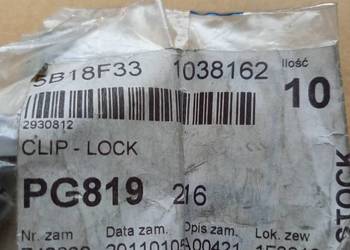 5B18F33 1038162 Ilość
10
2930812
CLIP - LOCK
PG819 216
STOCK
Nr. zam Data zam. Opis zam. Lok. zew